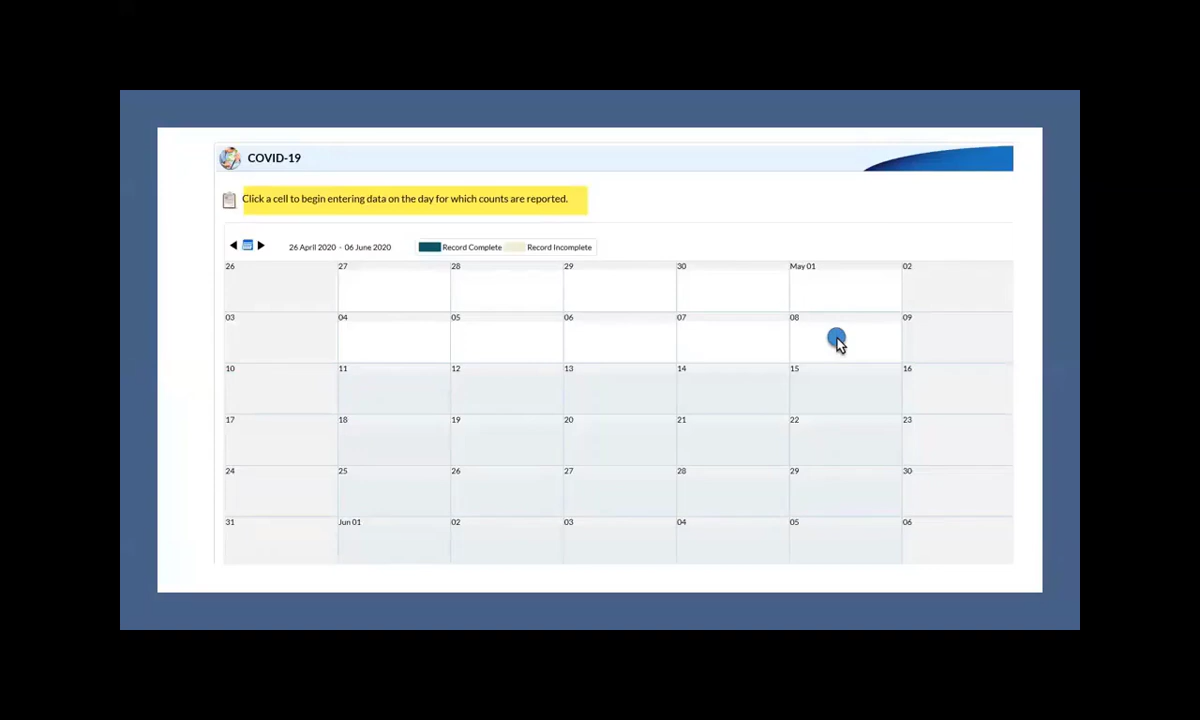 COVID-19
Click a cell to begin entering data on the day for which counts are reported.
26 April 2020 - 06 June 2020 Record Complete Record Incomplete
26 27 28 29 30 May 01 02
03 04 05 06 07 08 09
10 11 12 13 14 15 16
17 18 19 20 21 22 23
24 25 26 27 28 29 30
31 Jun 01 02 03 04 05 06